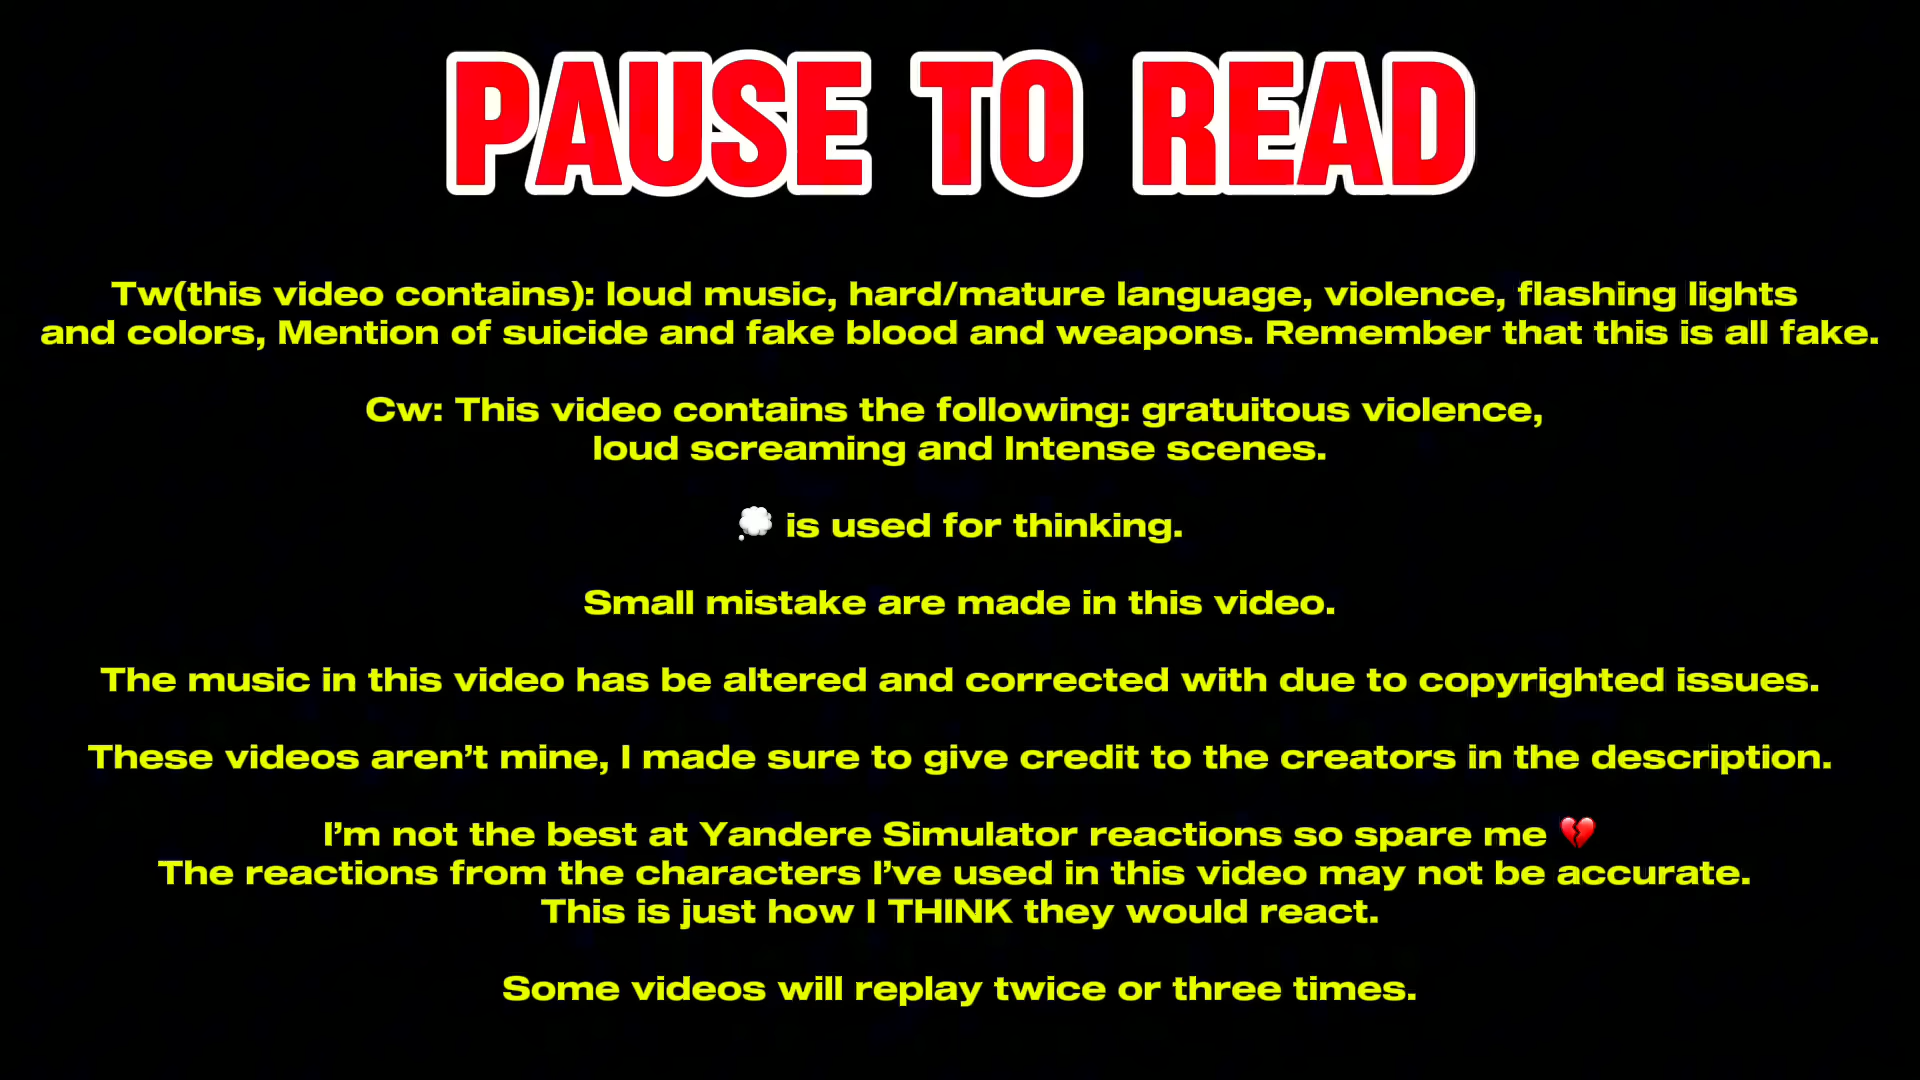 PAUSE TO READ
Tw(this video contains): loud music, hard/mature language, violence, flashing lights
and colors, Mention of suicide and fake blood and weapons. Remember that this is all fake.
Cw: This video contains the following: gratuitous violence,
loud screaming and Intense scenes.
💭 is used for thinking.
Small mistake are made in this video.
The music in this video has be altered and corrected with due to copyrighted issues.
These videos aren’t mine, I made sure to give credit to the creators in the description.
I’m not the best at Yandere Simulator reactions so spare me 💔
The reactions from the characters I’ve used in this video may not be accurate.
This is just how I THINK they would react.
Some videos will replay twice or three times.